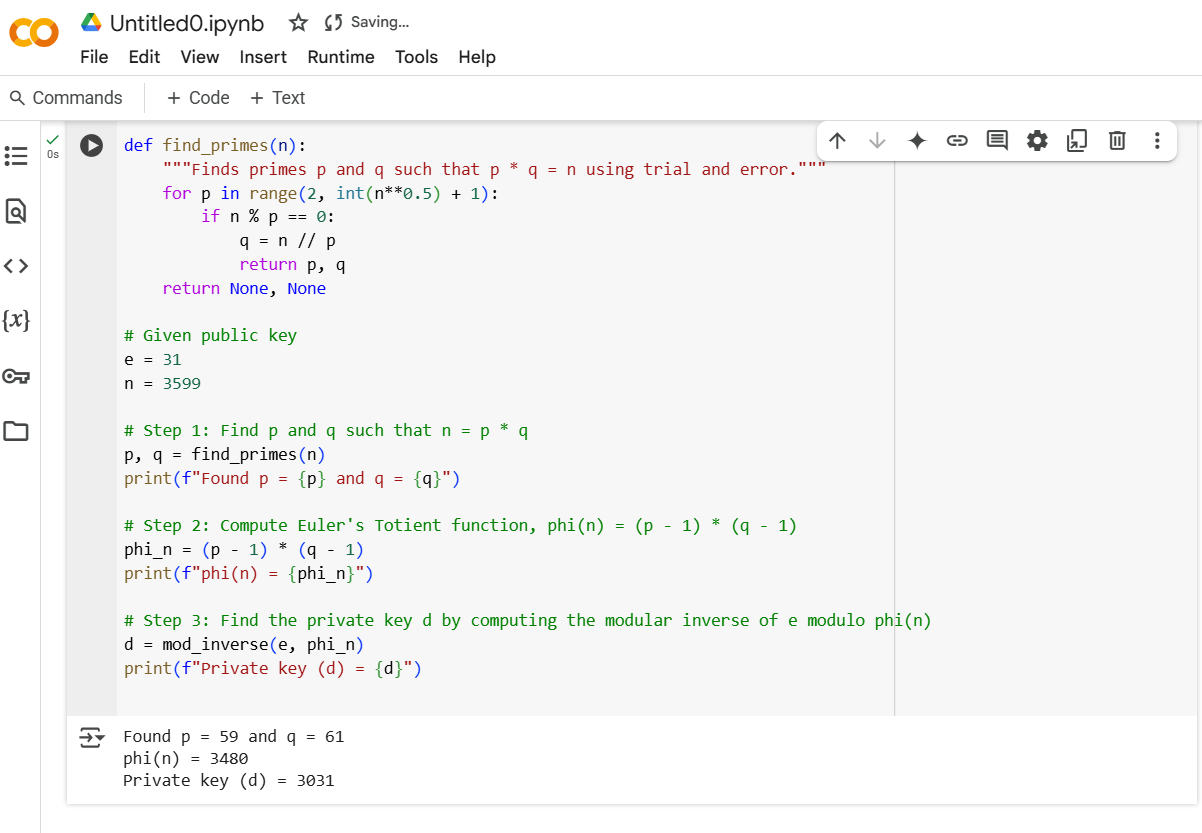 Untitled0.ipynb Saving...
File Edit View Insert Runtime Tools Help
Commands + Code + Text
0s
def find_primes(n):
    """Finds primes p and q such that p * q = n using trial and error."""
    for p in range(2, int(n**0.5) + 1):
        if n % p == 0:
            q = n // p
            return p, q
    return None, None

# Given public key
e = 31
n = 3599

# Step 1: Find p and q such that n = p * q
p, q = find_primes(n)
print(f"Found p = {p} and q = {q}")

# Step 2: Compute Euler's Totient function, phi(n) = (p - 1) * (q - 1)
phi_n = (p - 1) * (q - 1)
print(f"phi(n) = {phi_n}")

# Step 3: Find the private key d by computing the modular inverse of e modulo phi(n)
d = mod_inverse(e, phi_n)
print(f"Private key (d) = {d}")

{x}
Found p = 59 and q = 61
phi(n) = 3480
Private key (d) = 3031